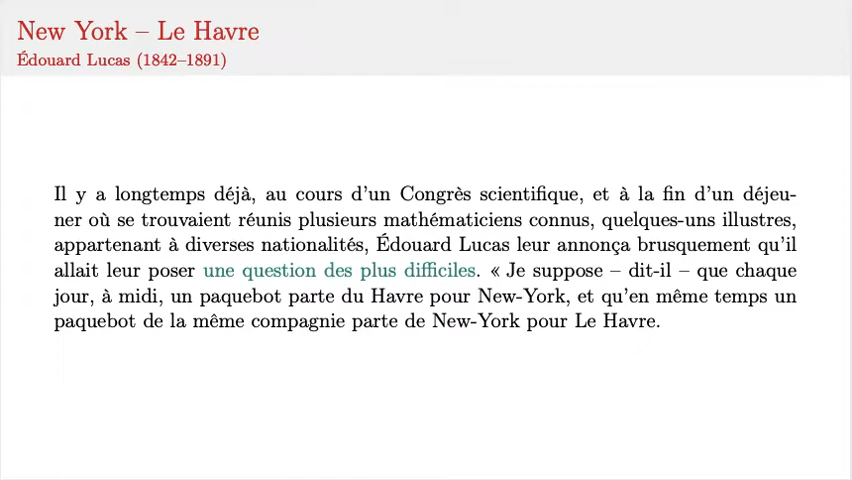 New York – Le Havre
Édouard Lucas (1842–1891)
Il y a longtemps déjà, au cours d'un Congrès scientifique, et à la fin d'un déjeu-
ner où se trouvaient réunis plusieurs mathématiciens connus, quelques-uns illustres,
appartenant à diverses nationalités, Édouard Lucas leur annonça brusquement qu'il
allait leur poser une question des plus difficiles. « Je suppose – dit-il – que chaque
jour, à midi, un paquebot parte du Havre pour New-York, et qu'en même temps un
paquebot de la même compagnie parte de New-York pour Le Havre.